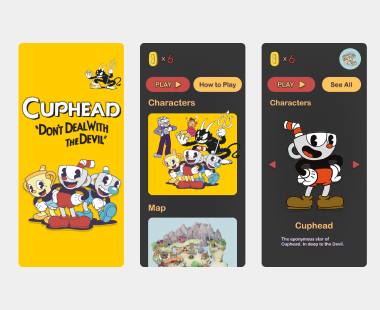 CUPHEAD
"DON'T DEAL WITH
THE DEVIL"
x 6
PLAY
How to Play
Characters
Map
x 6
PLAY
See All
Characters
Cuphead
The eponymous star of
Cuphead. In deep to the Devil.